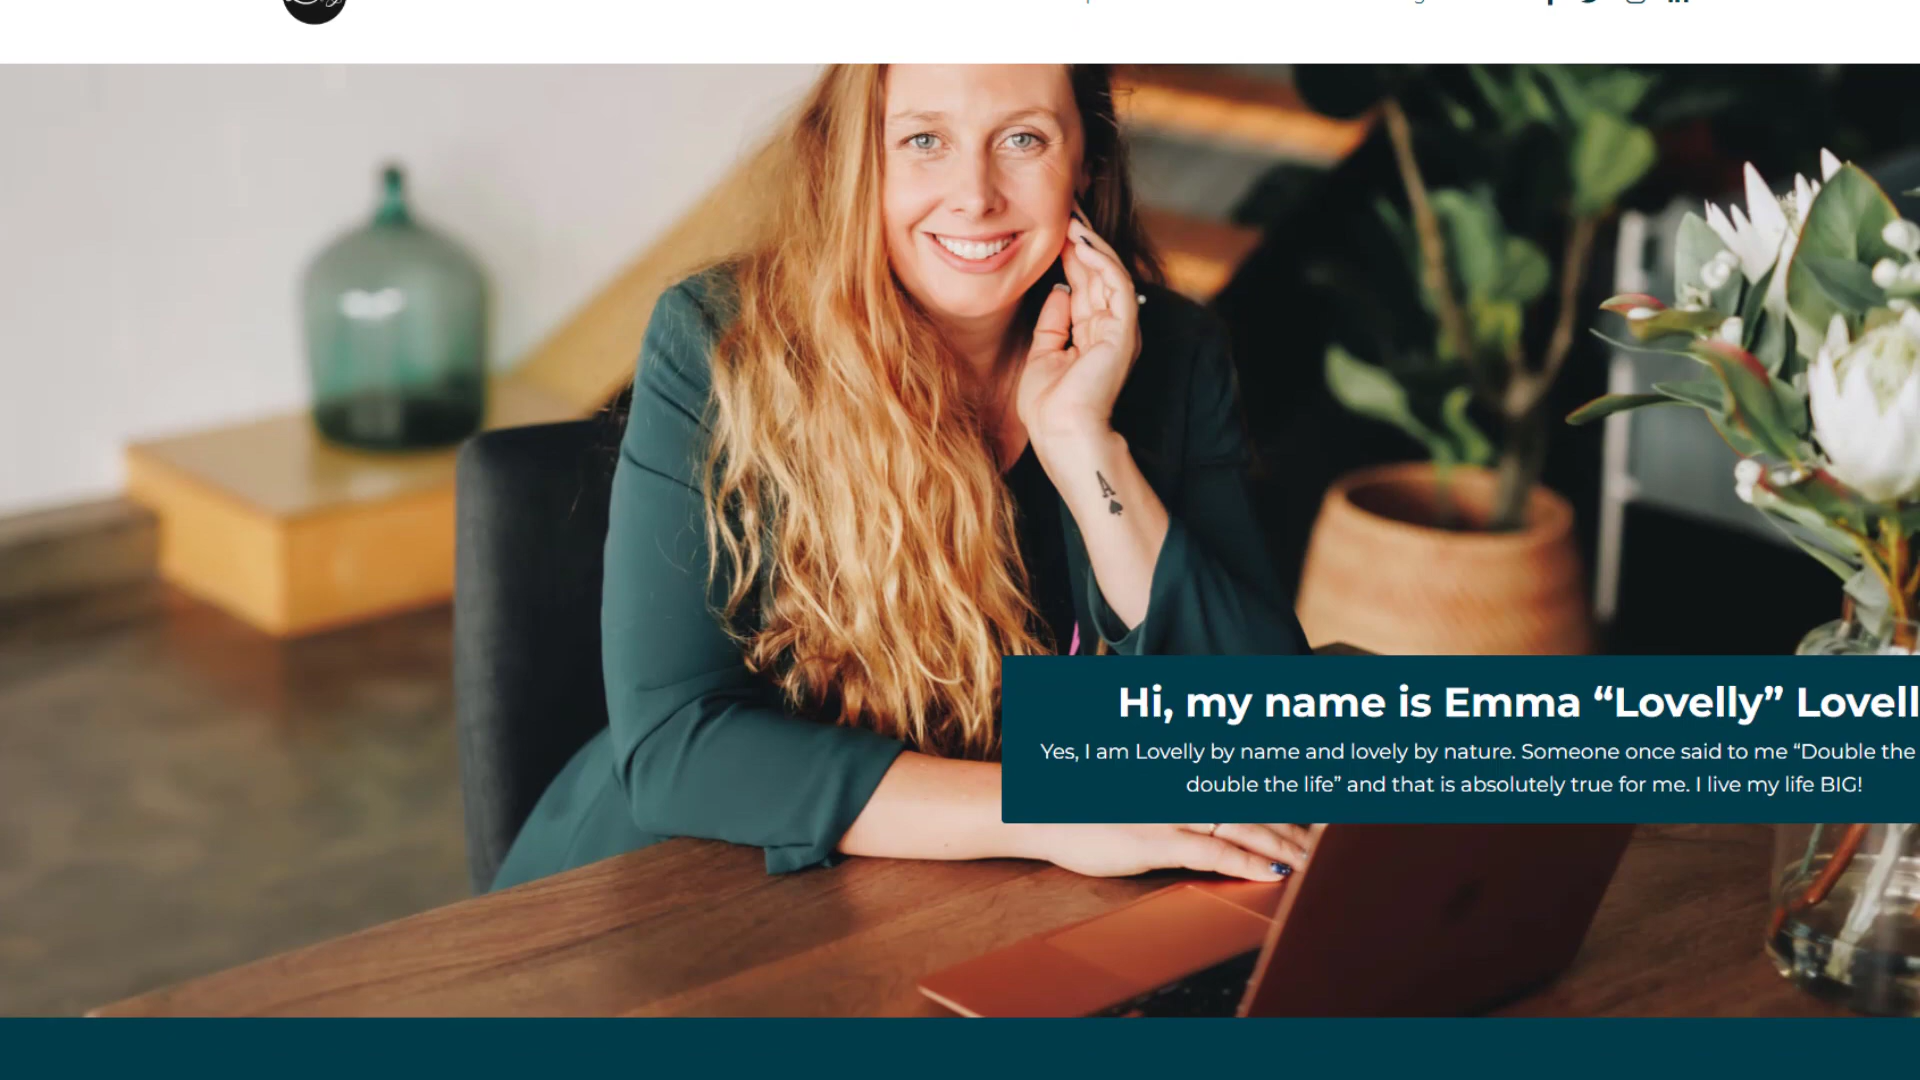 Hi, my name is Emma “Lovelly” Lovell
Yes, I am Lovelly by name and lovely by nature. Someone once said to me “Double the
double the life” and that is absolutely true for me. I live my life BIG!
A